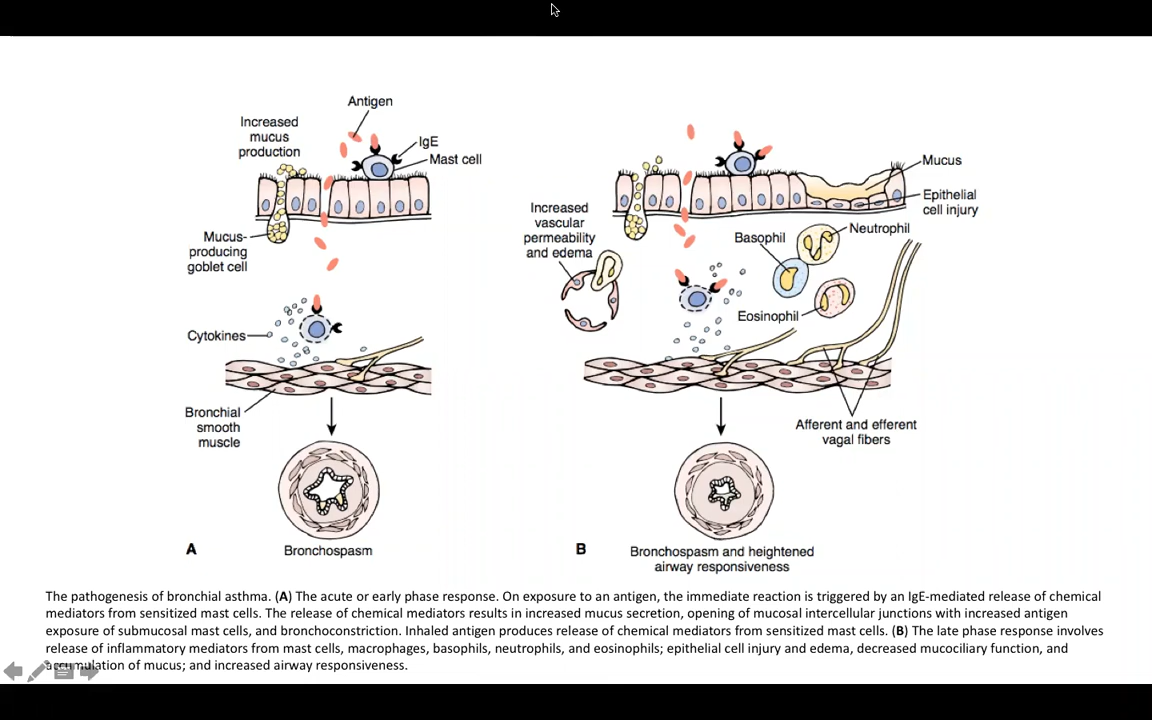 Antigen
Increased
mucus
production
IgE
Mast cell
Mucus-
producing
goblet cell
Cytokines
Bronchial
smooth
muscle
A
Bronchospasm
Mucus
Epithelial
cell injury
Increased
vascular
permeability
and edema
Basophil
Neutrophil
Eosinophil
Afferent and efferent
vagal fibers
B
Bronchospasm and heightened
airway responsiveness
The pathogenesis of bronchial asthma. (A) The acute or early phase response. On exposure to an antigen, the immediate reaction is triggered by an IgE-mediated release of chemical
mediators from sensitized mast cells. The release of chemical mediators results in increased mucus secretion, opening of mucosal intercellular junctions with increased antigen
exposure of submucosal mast cells, and bronchoconstriction. Inhaled antigen produces release of chemical mediators from sensitized mast cells. (B) The late phase response involves
release of inflammatory mediators from mast cells, macrophages, basophils, neutrophils, and eosinophils; epithelial cell injury and edema, decreased mucociliary function, and
accumulation of mucus; and increased airway responsiveness.